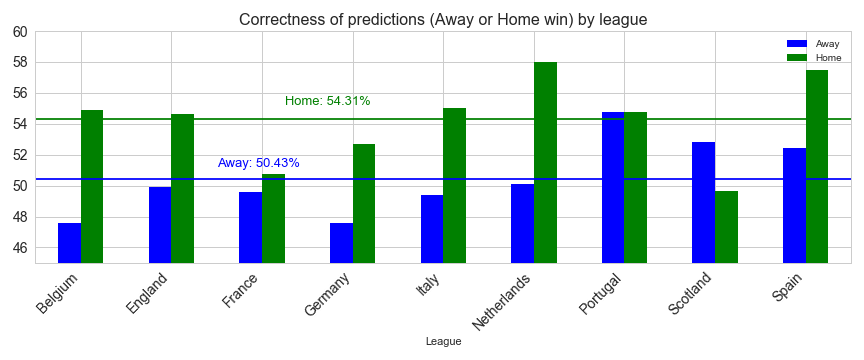 Correctness of predictions (Away or Home win) by league
60
58
56
54
52
50
48
46
Away
Home
Home: 54.31%
Away: 50.43%
Belgium
England
France
Germany
Italy
Netherlands
Portugal
Scotland
Spain
League